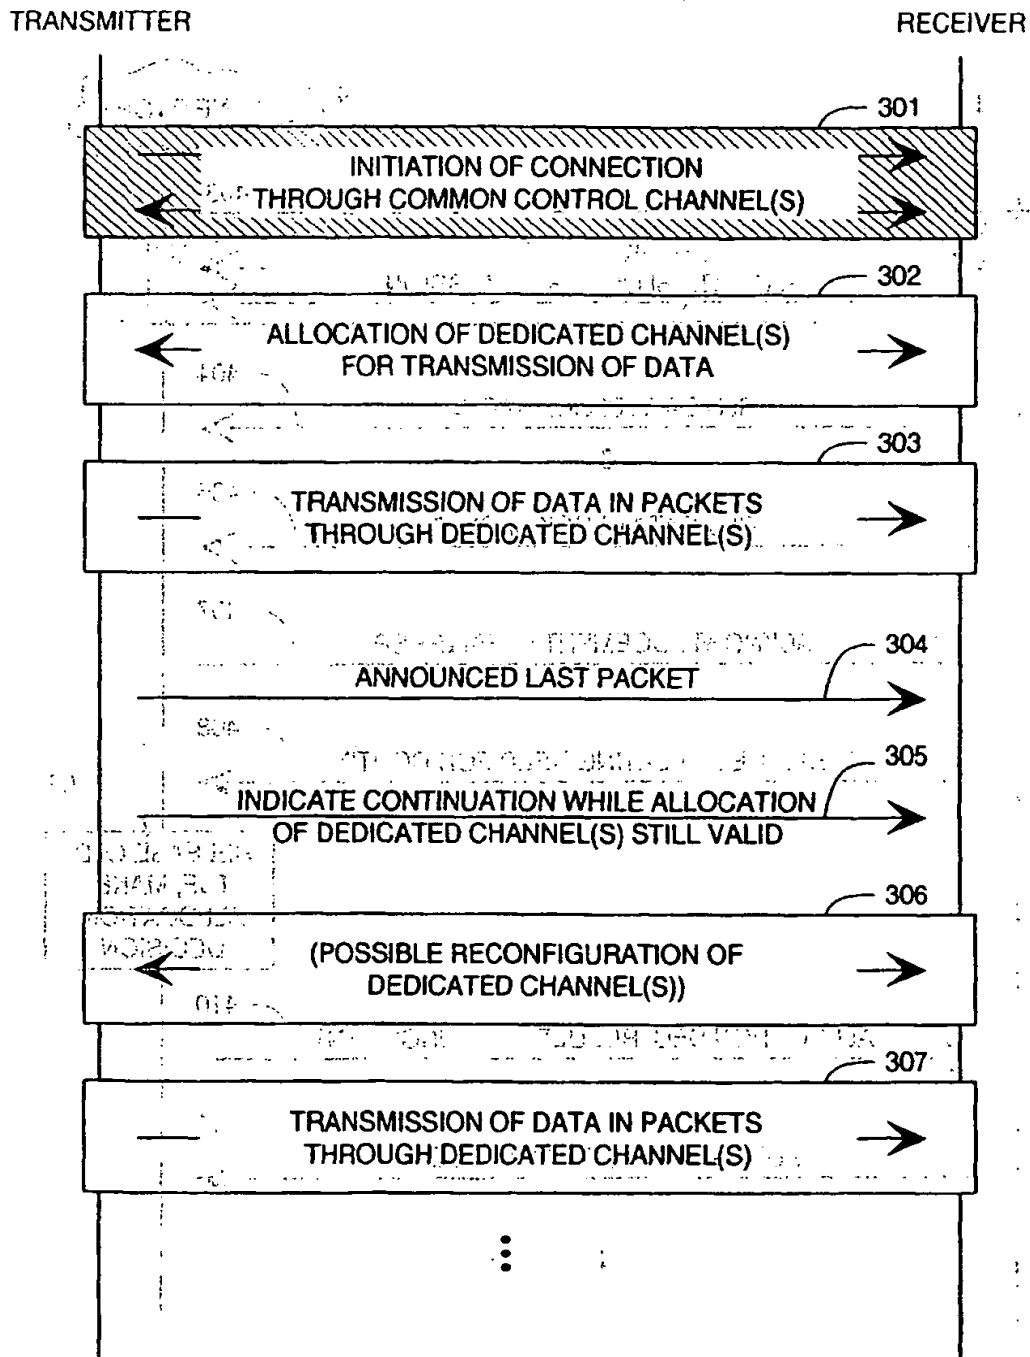 TRANSMITTER
RECEIVER
301
INITIATION OF CONNECTION
THROUGH COMMON CONTROL CHANNEL(S)
302
ALLOCATION OF DEDICATED CHANNEL(S)
FOR TRANSMISSION OF DATA
303
TRANSMISSION OF DATA IN PACKETS
THROUGH DEDICATED CHANNEL(S)
304
ANNOUNCED LAST PACKET
305
INDICATE CONTINUATION WHILE ALLOCATION
OF DEDICATED CHANNEL(S) STILL VALID
306
(POSSIBLE RECONFIGURATION OF
DEDICATED CHANNEL(S))
307
TRANSMISSION OF DATA IN PACKETS
THROUGH DEDICATED CHANNEL(S)